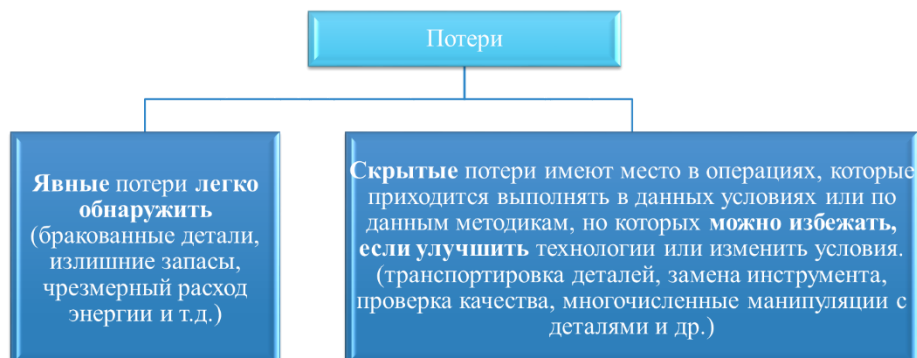 Потери
Явные потери легко
обнаружить
(бракованные детали,
излишние запасы,
чрезмерный расход
энергии и т.д.)
Скрытые потери имеют место в операциях, которые
приходится выполнять в данных условиях или по
данным методикам, но которых можно избежать,
если улучшить технологии или изменить условия.
(транспортировка деталей, замена инструмента,
проверка качества, многочисленные манипуляции с
деталями и др.)